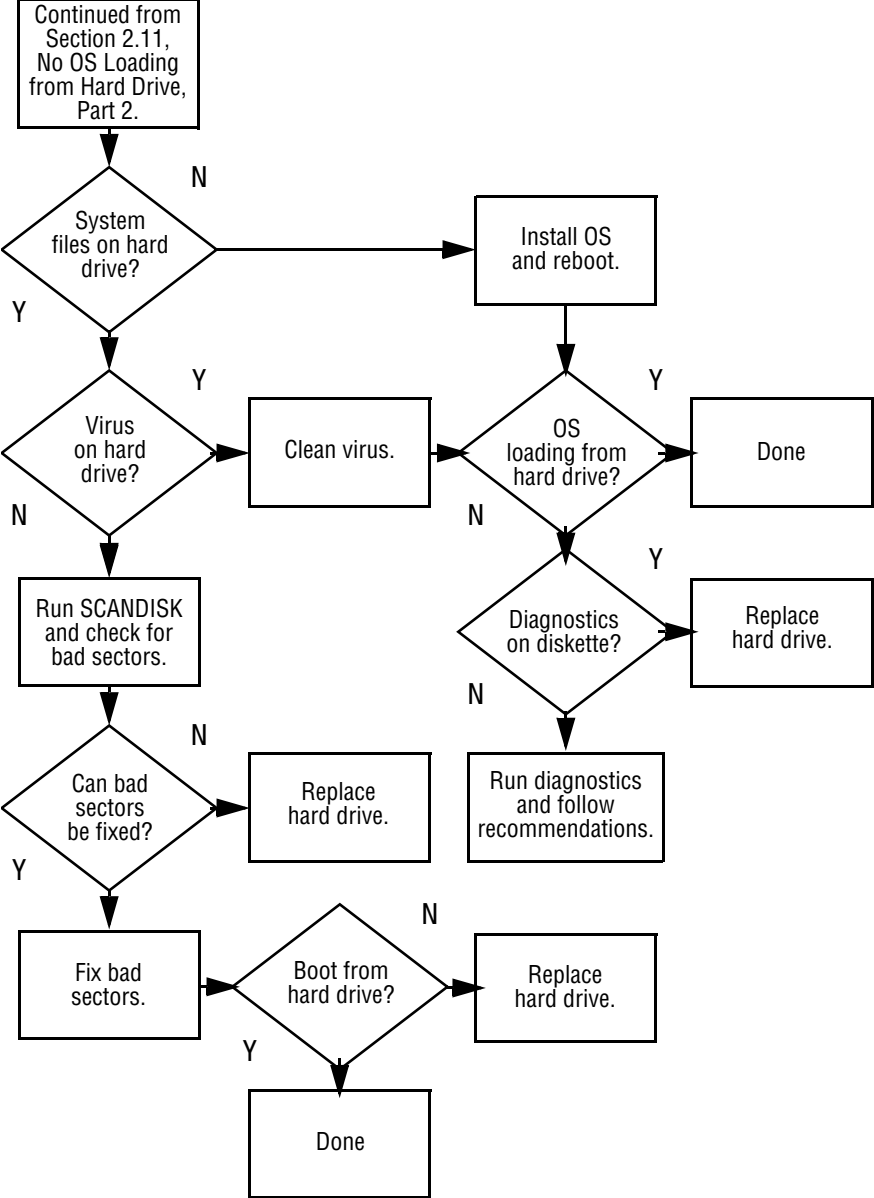 Continued from
Section 2.11,
No OS Loading
from Hard Drive,
Part 2.
N
System
files on hard
drive?
Install OS
and reboot.
Y
Y
Virus
on hard
drive?
Clean virus.
Y
OS
loading from
hard drive?
Done
N
N
Run SCANDISK
and check for
bad sectors.
Y
Diagnostics
on diskette?
Replace
hard drive.
N
N
Can bad
sectors
be fixed?
Replace
hard drive.
Run diagnostics
and follow
recommendations.
Y
Fix bad
sectors.
N
Boot from
hard drive?
Replace
hard drive.
Y
Done